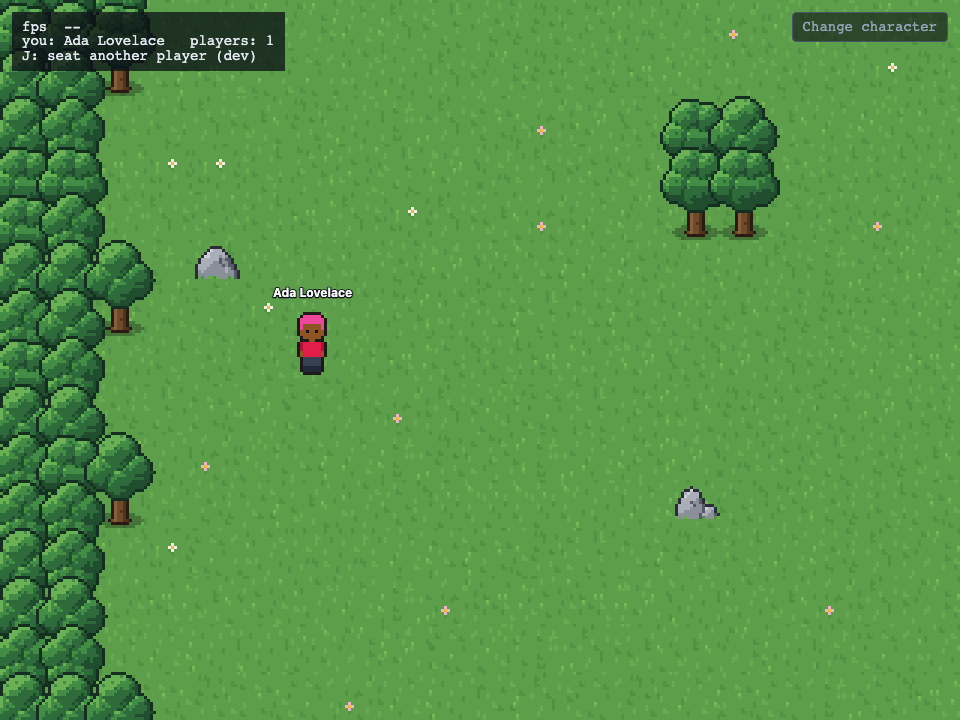 fps  --
you: Ada Lovelace   players: 1
J: seat another player (dev)
Change character
Ada Lovelace